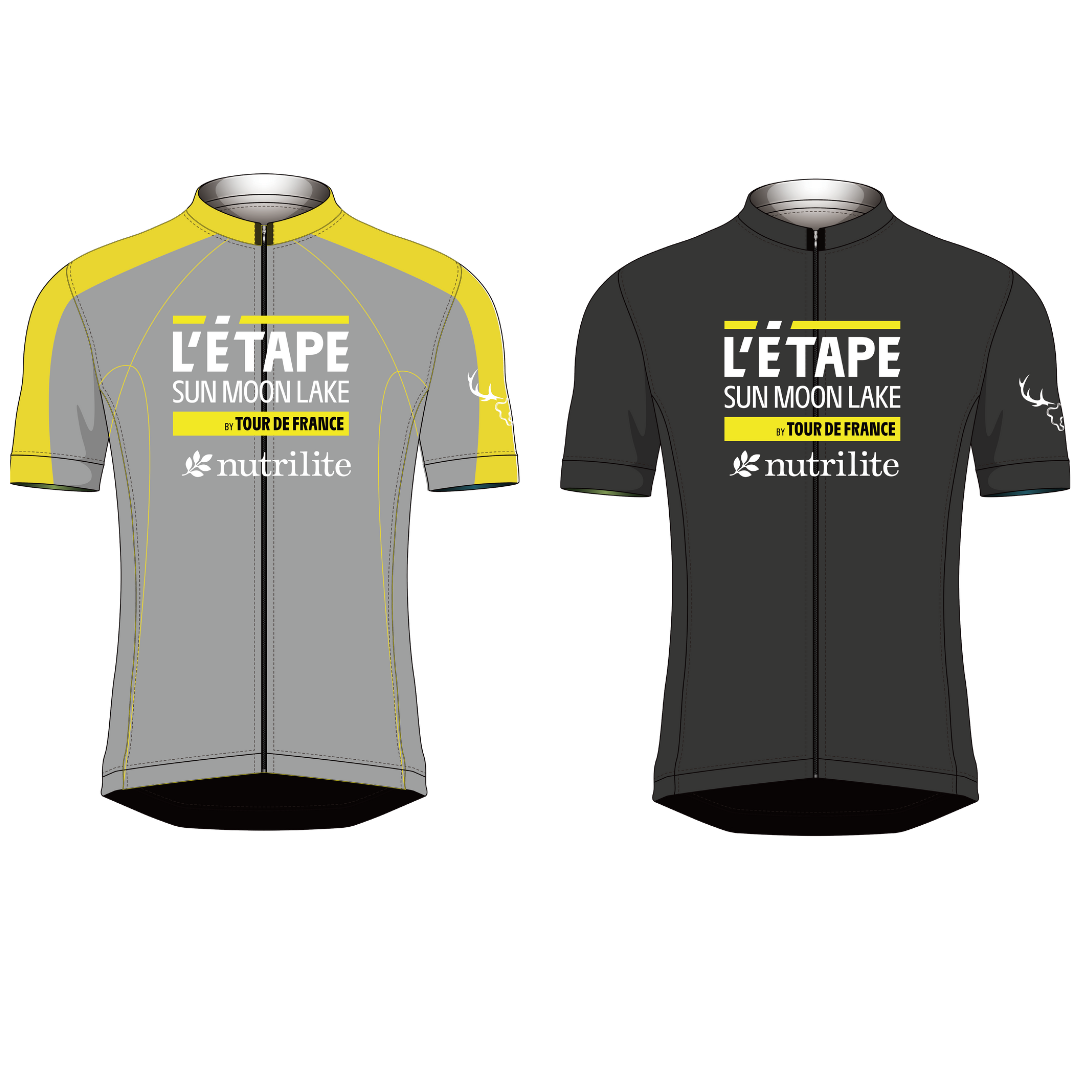 L'ÉTAPE
SUN MOON LAKE
BY TOUR DE FRANCE
nutrilite
L'ÉTAPE
SUN MOON LAKE
BY TOUR DE FRANCE
nutrilite